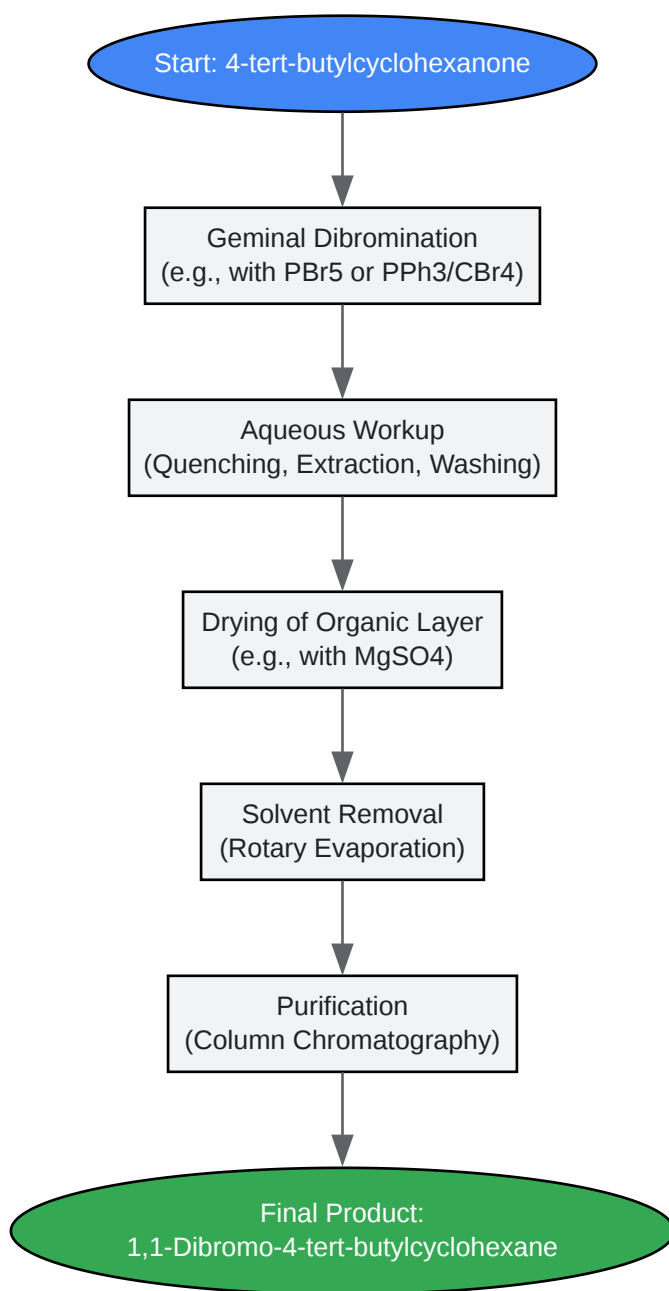 Start: 4-tert-butylcyclohexanone
Geminal Dibromination
(e.g., with PBr5 or PPh3/CBr4)
Aqueous Workup
(Quenching, Extraction, Washing)
Drying of Organic Layer
(e.g., with MgSO4)
Solvent Removal
(Rotary Evaporation)
Purification
(Column Chromatography)
Final Product:
1,1-Dibromo-4-tert-butylcyclohexane